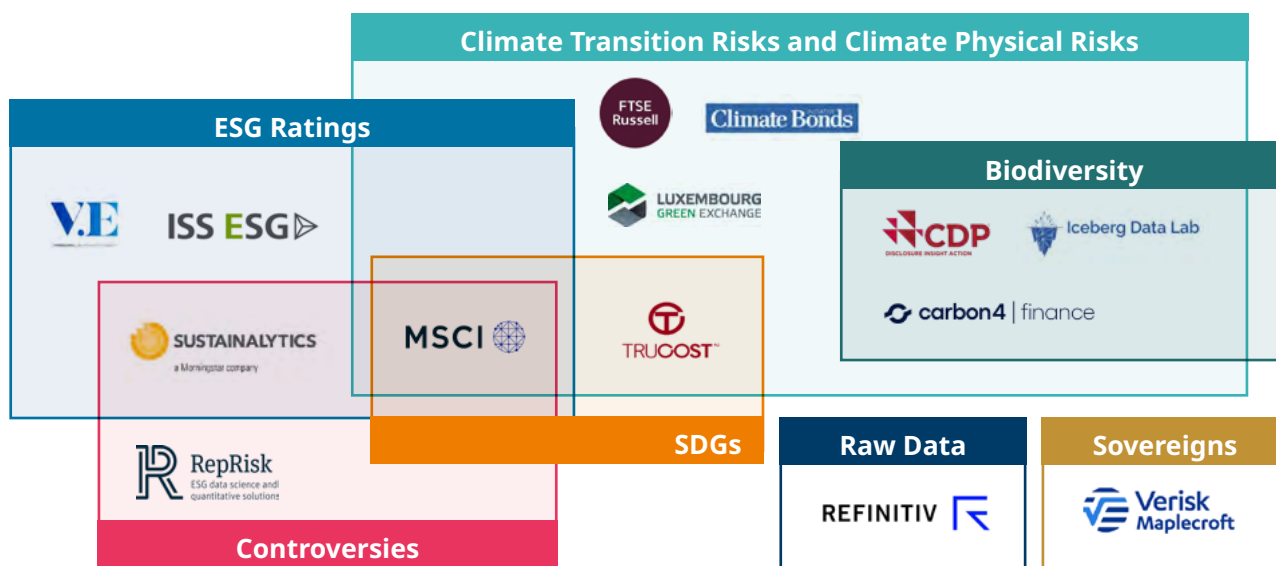 Climate Transition Risks and Climate Physical Risks
FTSE
Russell
Climate Bonds
ESG Ratings
Biodiversity
V.E
ISS ESG
LUXEMBOURG
GREEN EXCHANGE
CDP
DISCLOSURE INSIGHT ACTION
Iceberg Data Lab
carbon4 | finance
SUSTAINALYTICS
a Morningstar company
MSCI
TRUCOST
SDGs
Raw Data
Sovereigns
RepRisk
ESG data science and
quantitative solutions
REFINITIV
Verisk
Maplecroft
Controversies